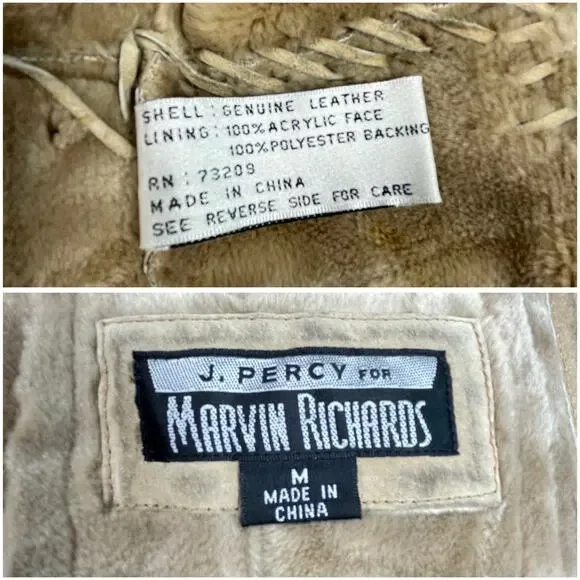 SHELL: GENUINE LEATHER
LINING: 100% ACRYLIC FACE
100% POLYESTER BACKING
RN: 73209
MADE IN CHINA
SEE REVERSE SIDE FOR CARE
J. PERCY FOR
MARVIN RICHARDS
M
MADE IN
CHINA